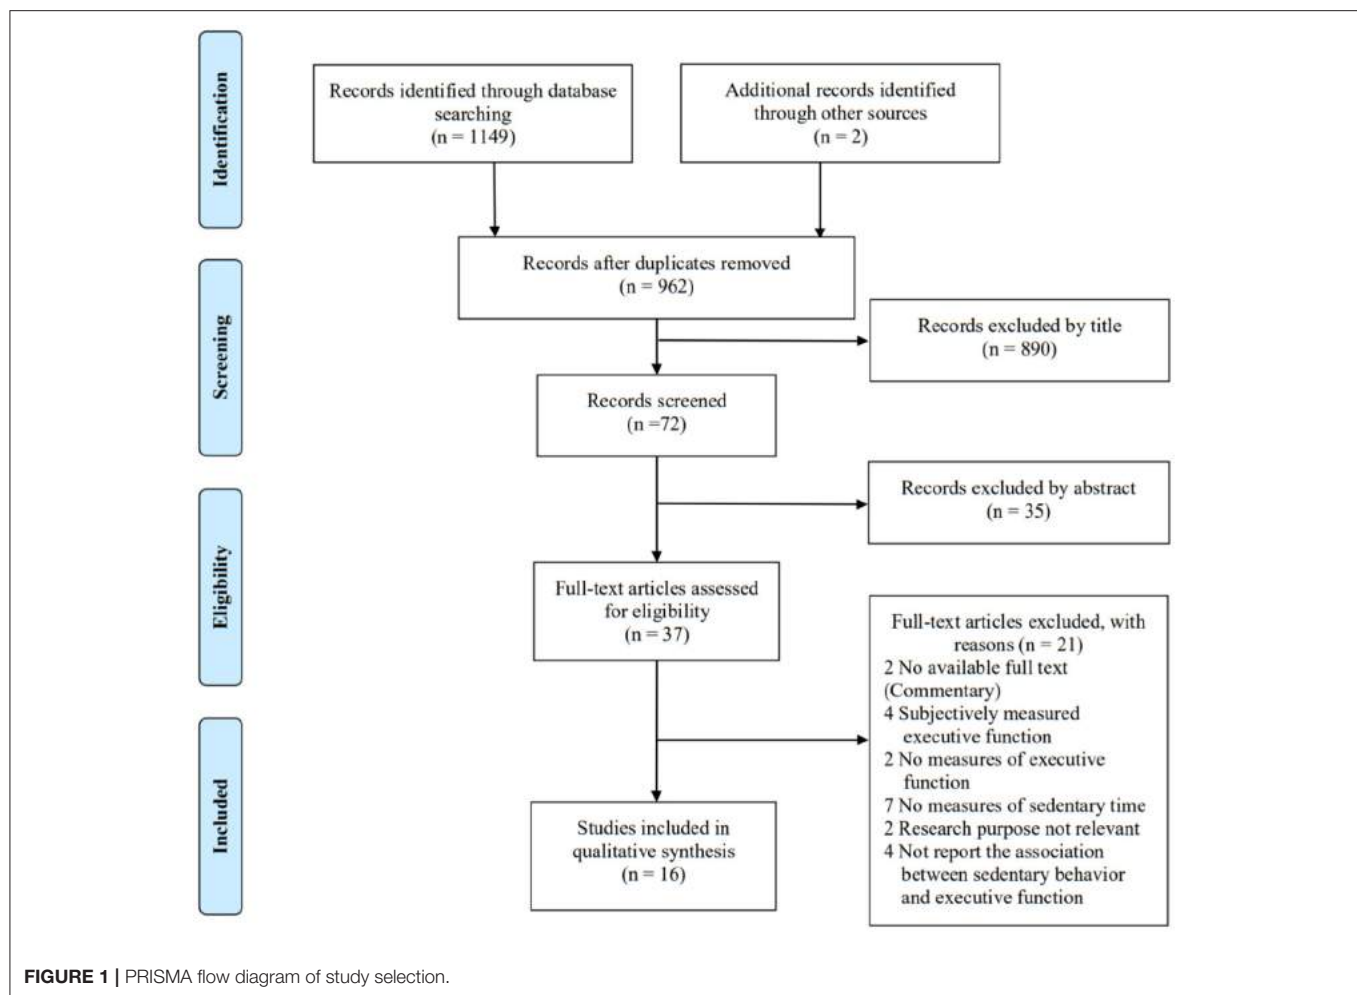 Identification
Records identified through database
searching
(n = 1149)
Additional records identified
through other sources
(n = 2)
Records after duplicates removed
(n = 962)
Screening
Records excluded by title
(n = 890)
Records screened
(n =72)
Records excluded by abstract
(n = 35)
Eligibility
Full-text articles assessed
for eligibility
(n = 37)
Full-text articles excluded, with
reasons (n = 21)
2 No available full text
(Commentary)
4 Subjectively measured
executive function
2 No measures of executive
function
7 No measures of sedentary time
2 Research purpose not relevant
4 Not report the association
between sedentary behavior
and executive function
Included
Studies included in
qualitative synthesis
(n = 16)
FIGURE 1 | PRISMA flow diagram of study selection.